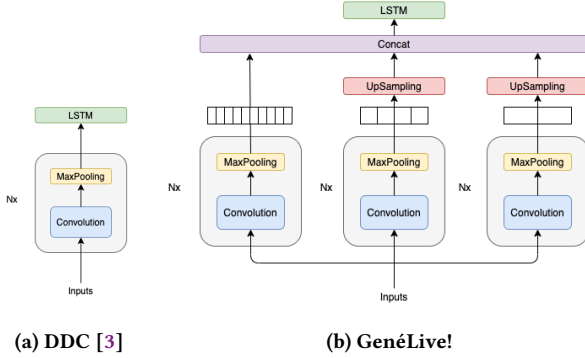 LSTM
MaxPooling
Nx
Convolution
Inputs
(a) DDC [3]
LSTM
Concat
UpSampling
UpSampling
Nx
MaxPooling
Convolution
Nx
MaxPooling
Convolution
Nx
MaxPooling
Convolution
Inputs
(b) GenéLive!